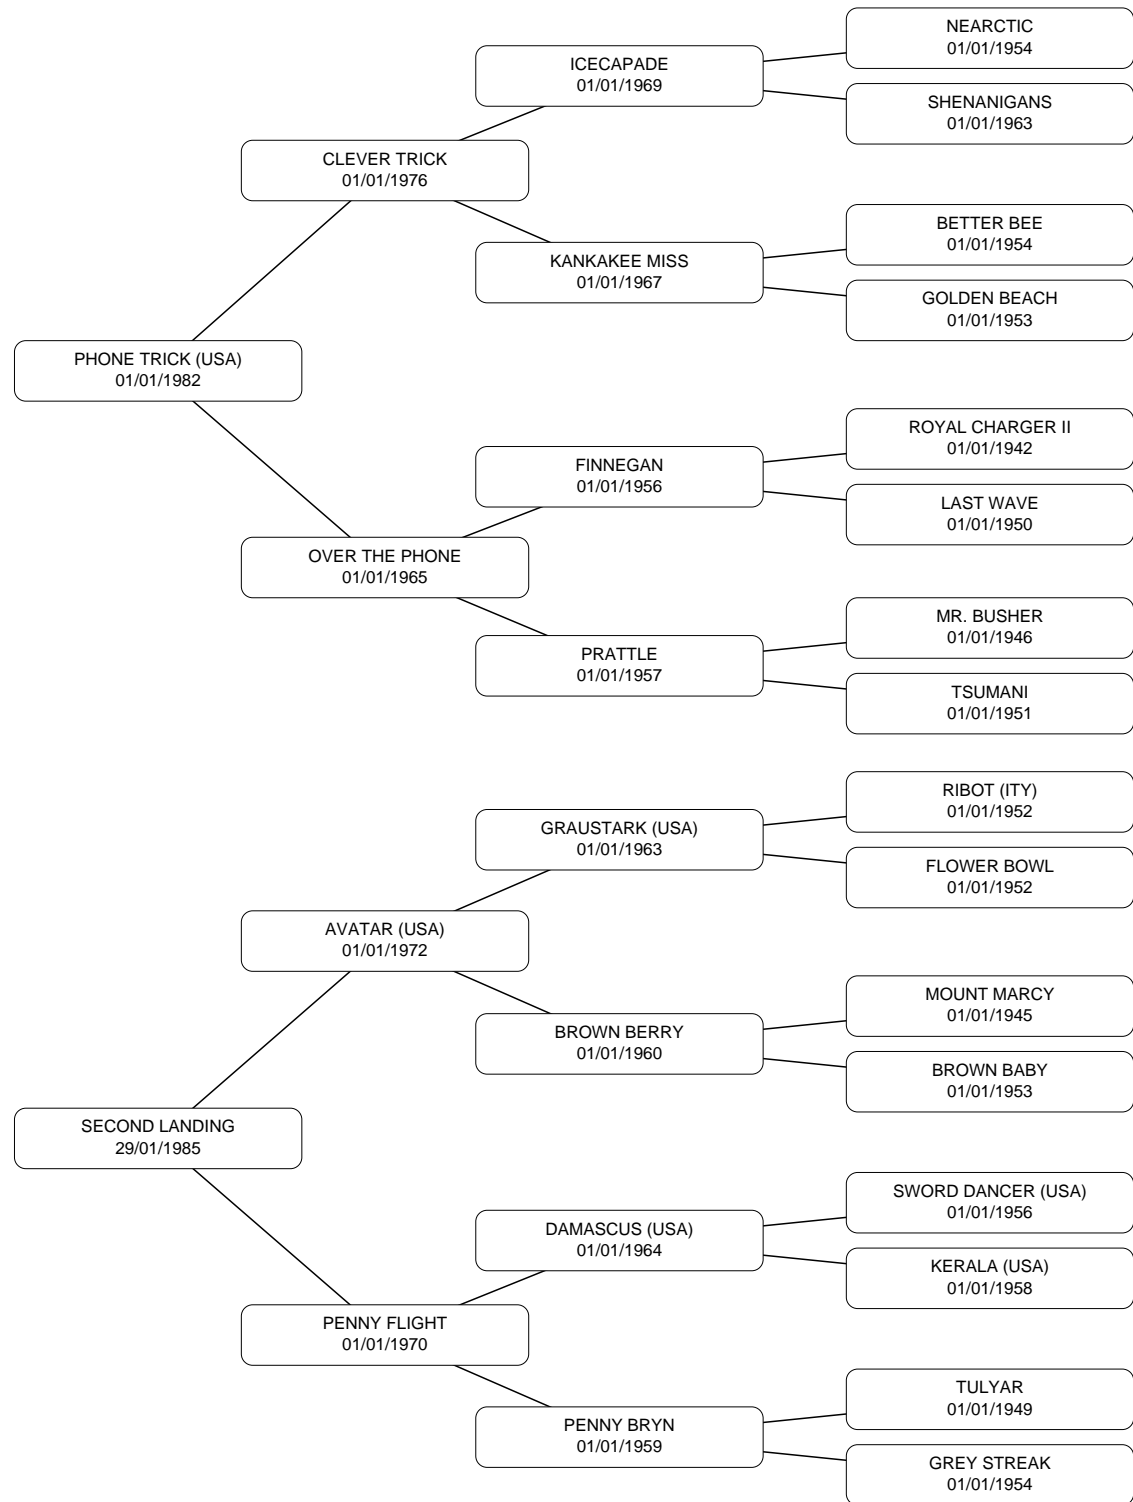 NEARCTIC
01/01/1954
ICECAPADE
01/01/1969
SHENANIGANS
01/01/1963
CLEVER TRICK
01/01/1976
BETTER BEE
01/01/1954
KANKAKEE MISS
01/01/1967
GOLDEN BEACH
01/01/1953
PHONE TRICK (USA)
01/01/1982
ROYAL CHARGER II
01/01/1942
FINNEGAN
01/01/1956
LAST WAVE
01/01/1950
OVER THE PHONE
01/01/1965
MR. BUSHER
01/01/1946
PRATTLE
01/01/1957
TSUMANI
01/01/1951
RIBOT (ITY)
01/01/1952
GRAUSTARK (USA)
01/01/1963
FLOWER BOWL
01/01/1952
AVATAR (USA)
01/01/1972
MOUNT MARCY
01/01/1945
BROWN BERRY
01/01/1960
BROWN BABY
01/01/1953
SECOND LANDING
29/01/1985
SWORD DANCER (USA)
01/01/1956
DAMASCUS (USA)
01/01/1964
KERALA (USA)
01/01/1958
PENNY FLIGHT
01/01/1970
TULYAR
01/01/1949
PENNY BRYN
01/01/1959
GREY STREAK
01/01/1954